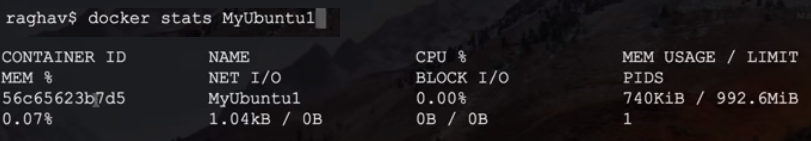 raghav$ docker stats MyUbuntu1
CONTAINER ID NAME CPU % MEM USAGE / LIMIT
MEM % NET I/O BLOCK I/O PIDS
56c65623b7d5 MyUbuntu1 0.00% 740KiB / 992.6MiB
0.07% 1.04kB / 0B 0B / 0B 1